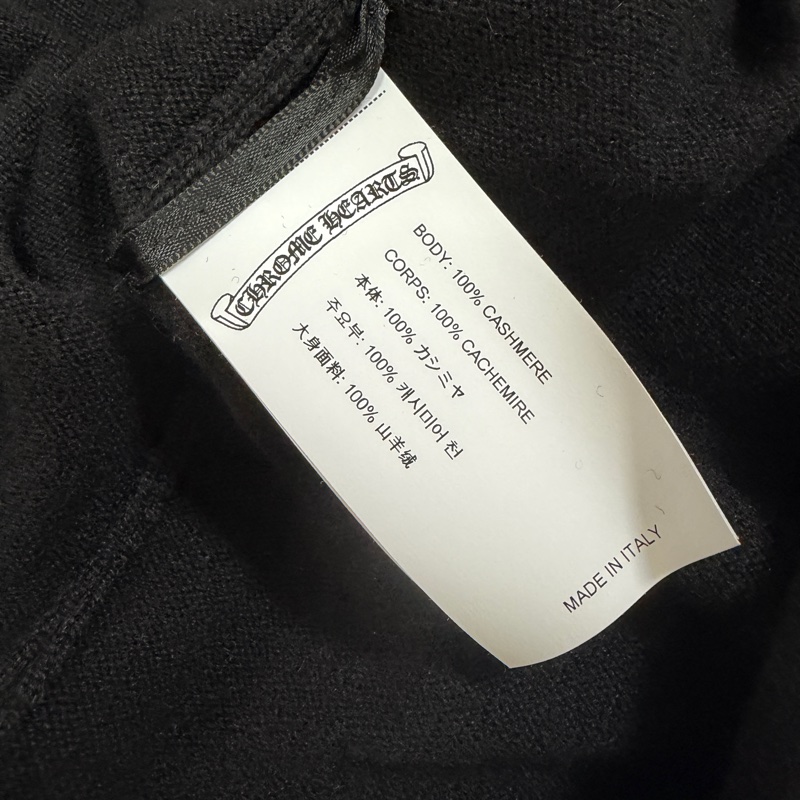 CHROME HEARTS
BODY: 100% CASHMERE
CORPS: 100% CACHEMIRE
本体: 100% カシミヤ
주요부: 100% 캐시미어 천
大身面料: 100% 山羊绒
MADE IN ITALY